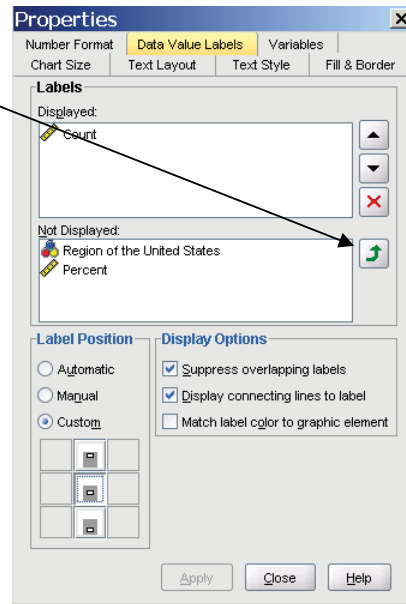 Properties
Number Format Data Value Labels Variables
Chart Size Text Layout Text Style Fill & Border
Labels
Displayed:
Count
Not Displayed:
Region of the United States
Percent
Label Position
Automatic
Manual
Custom
Display Options
Suppress overlapping labels
Display connecting lines to label
Match label color to graphic element
Apply Close Help